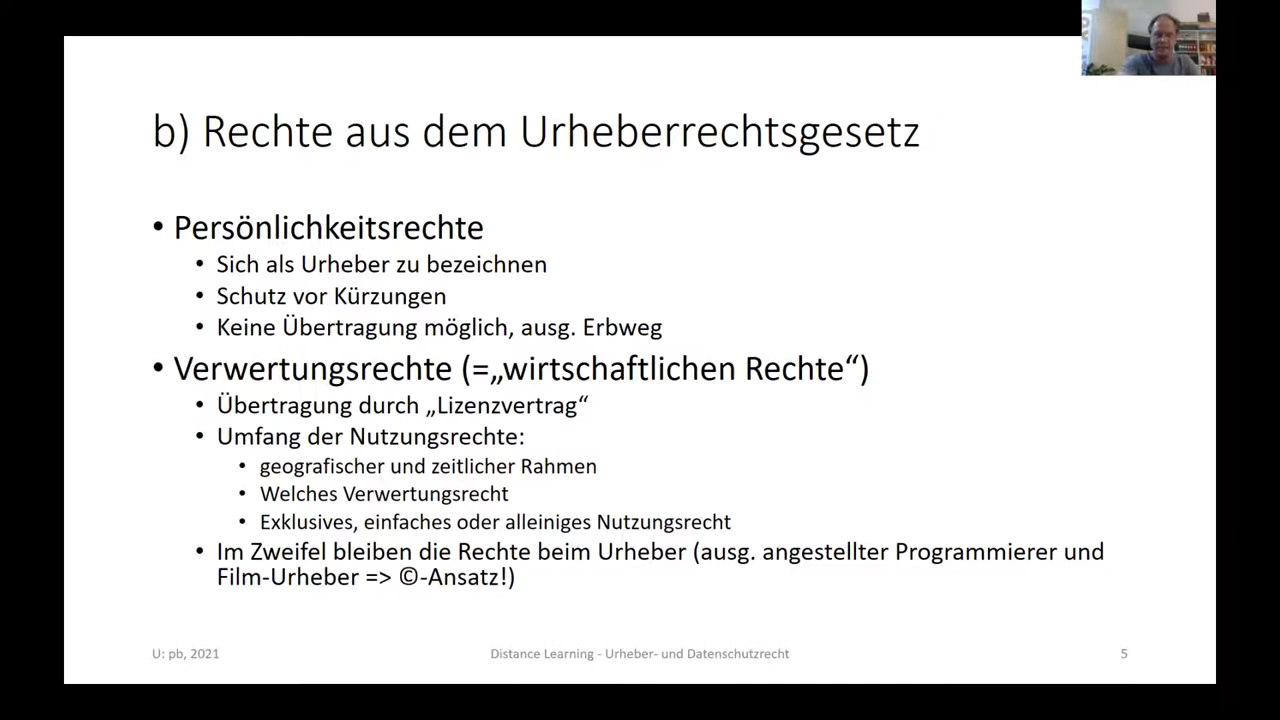 b) Rechte aus dem Urheberrechtsgesetz
• Persönlichkeitsrechte
• Sich als Urheber zu bezeichnen
• Schutz vor Kürzungen
• Keine Übertragung möglich, ausg. Erbweg
• Verwertungsrechte (=„wirtschaftlichen Rechte“)
• Übertragung durch „Lizenzvertrag“
• Umfang der Nutzungsrechte:
• geografischer und zeitlicher Rahmen
• Welches Verwertungsrecht
• Exklusives, einfaches oder alleiniges Nutzungsrecht
• Im Zweifel bleiben die Rechte beim Urheber (ausg. angestellter Programmierer und
Film-Urheber => ©-Ansatz!)
U: pb, 2021
Distance Learning - Urheber- und Datenschutzrecht
5